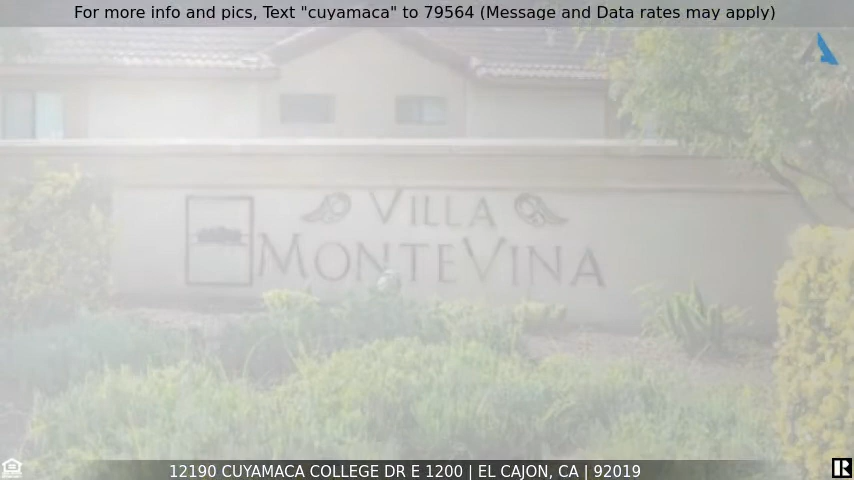 For more info and pics, Text "cuyamaca" to 79564 (Message and Data rates may apply)
VILLA
MONTEVINA
12190 CUYAMACA COLLEGE DR E 1200 | EL CAJON, CA | 92019